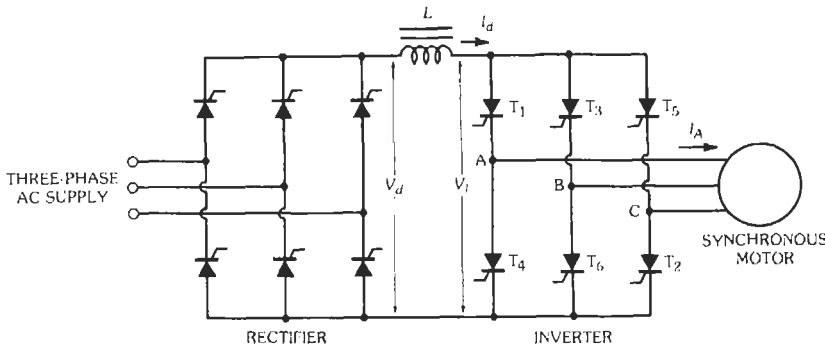 L
I_d
T_1
T_3
T_5
I_A
THREE-PHASE
AC SUPPLY
V_d
V_I
A
B
C
SYNCHRONOUS
MOTOR
T_4
T_6
T_2
RECTIFIER
INVERTER